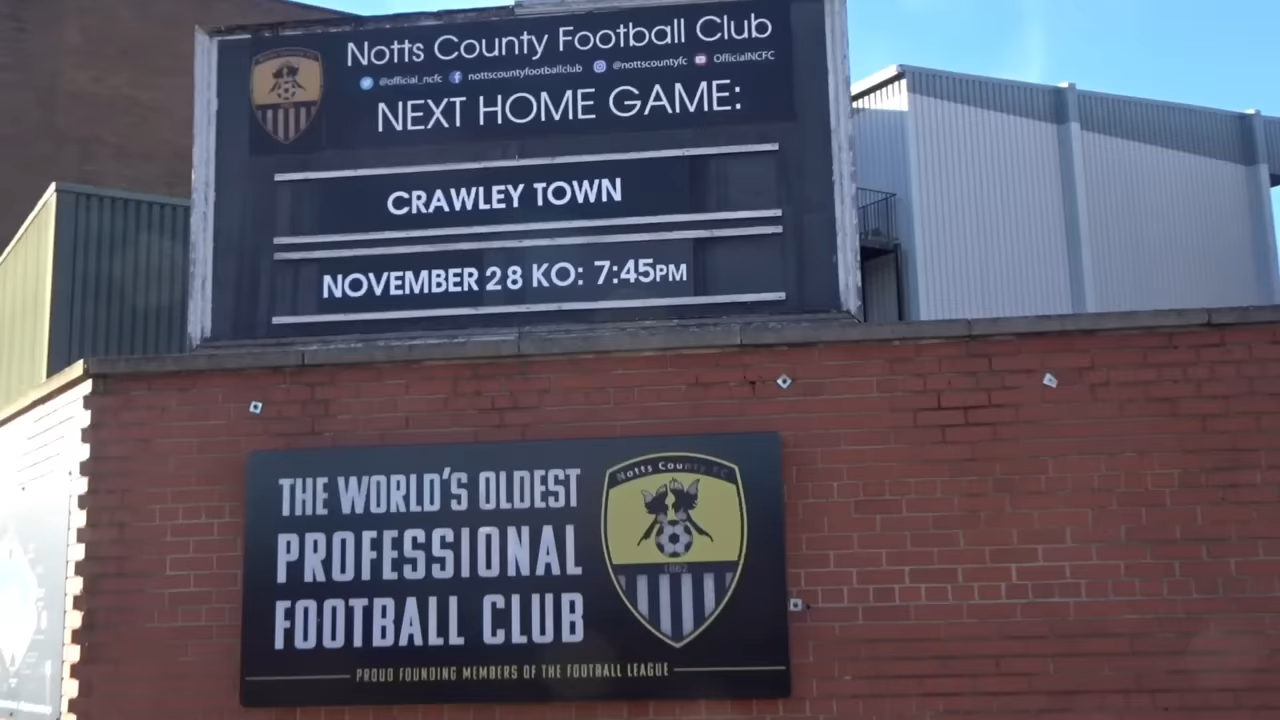 Notts County Football Club
@official_ncfc nottscountyfootballclub @nottscountyfc OfficialNCFC
NEXT HOME GAME:
CRAWLEY TOWN
NOVEMBER 28 KO: 7:45PM
THE WORLD'S OLDEST
PROFESSIONAL
FOOTBALL CLUB
Notts County FC
1862
PROUD FOUNDING MEMBERS OF THE FOOTBALL LEAGUE